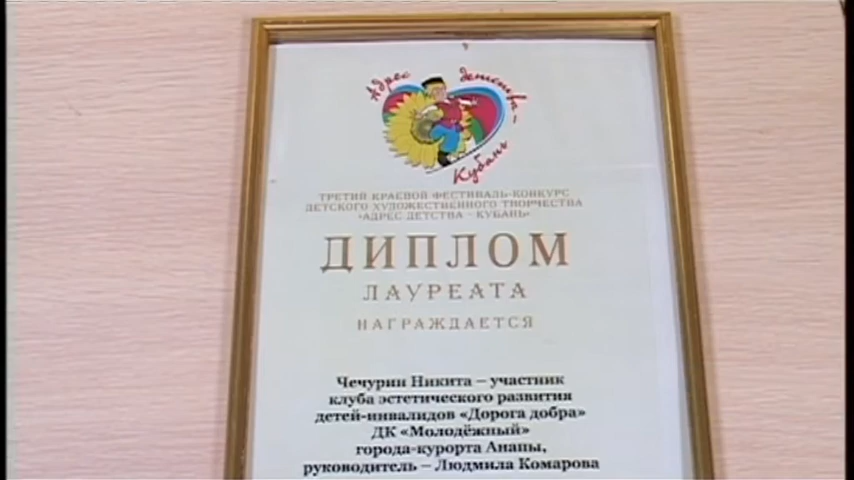 Адрес детства –
Кубань
ТРЕТИЙ КРАЕВОЙ ФЕСТИВАЛЬ-КОНКУРС
ДЕТСКОГО ХУДОЖЕСТВЕННОГО ТВОРЧЕСТВА
«АДРЕС ДЕТСТВА - КУБАНЬ»
ДИПЛОМ
ЛАУРЕАТА
НАГРАЖДАЕТСЯ
Чечурин Никита – участник
клуба эстетического развития
детей-инвалидов «Дорога добра»
ДК «Молодёжный»
города-курорта Анапы,
руководитель – Людмила Комарова